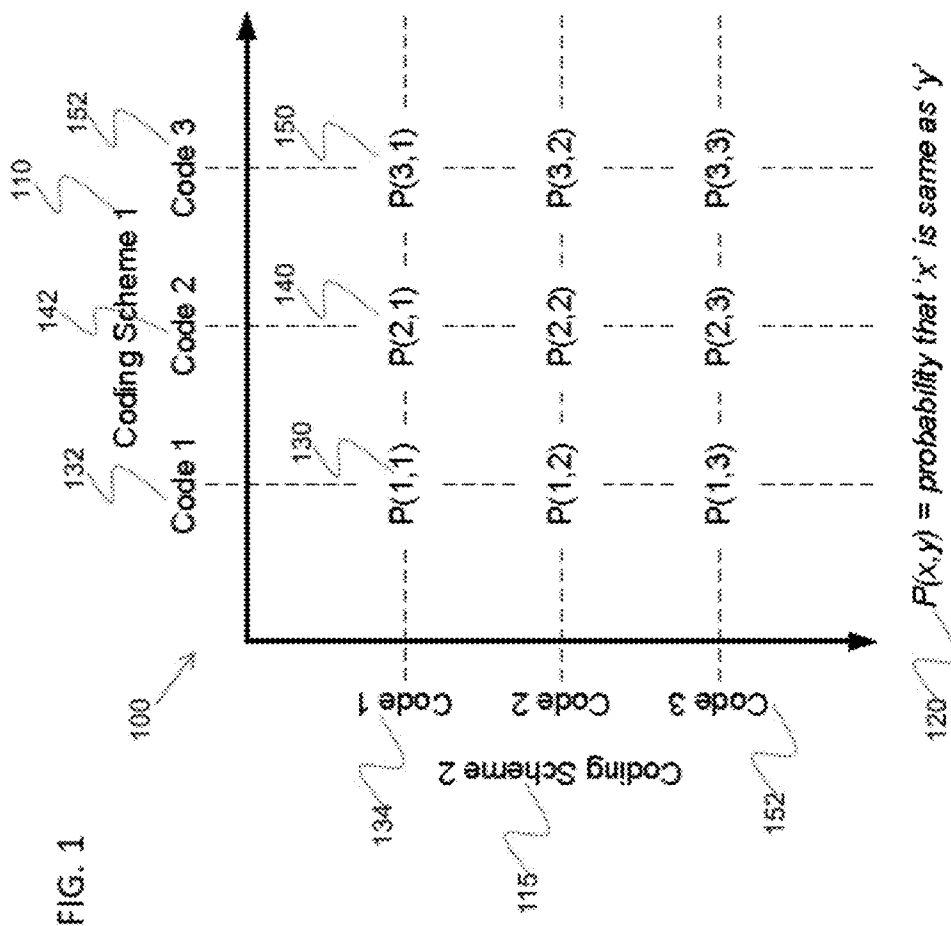 FIG. 1
100
110
Coding Scheme 1
132
142
152
Code 1
Code 2
Code 3
130
140
150
134
Code 1
P(1,1)
P(2,1)
P(3,1)
115
Coding Scheme 2
Code 2
P(1,2)
P(2,2)
P(3,2)
152
Code 3
P(1,3)
P(2,3)
P(3,3)
120
P(x,y) = probability that 'x' is same as 'y'